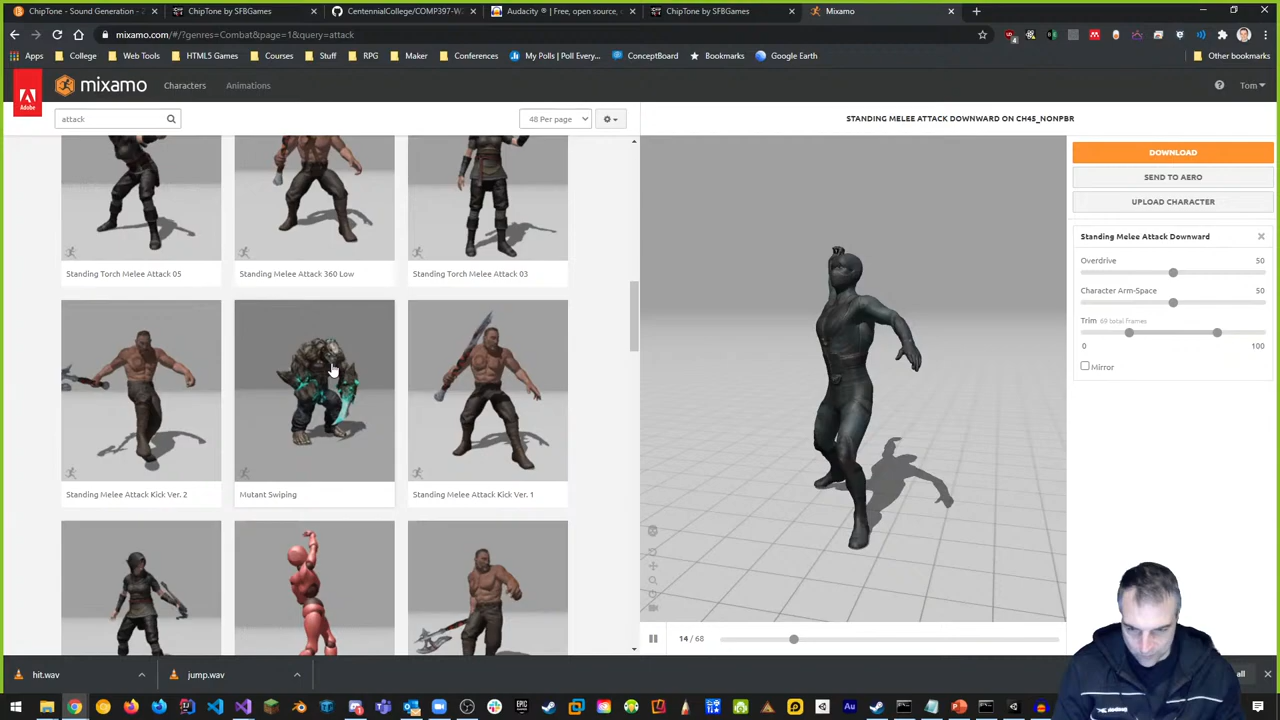 ChipTone - Sound Generation - 2
ChipTone by SFBGames
CentennialCollege/COMP397-W2
Audacity ® | Free, open source, c
ChipTone by SFBGames
Mixamo
mixamo.com/#/?genres=Combat&page=1&query=attack
Apps
College
Web Tools
HTML5 Games
Courses
Stuff
RPG
Maker
Conferences
My Polls | Poll Every...
ConceptBoard
Google Earth
Other bookmarks
Adobe
mixamo
Characters
Animations
Tom
attack
48 Per page
STANDING MELEE ATTACK DOWNWARD ON CH45_NONPBR
DOWNLOAD
SEND TO AERO
UPLOAD CHARACTER
Standing Melee Attack Downward
Overdrive 50
Character Arm-Space 50
Trim 69 total frames
0 100
Mirror
Standing Torch Melee Attack 05
Standing Melee Attack 360 Low
Standing Torch Melee Attack 03
Standing Melee Attack Kick Ver. 2
Mutant Swiping
Standing Melee Attack Kick Ver. 1
14 / 68
hit.wav
jump.wav
all